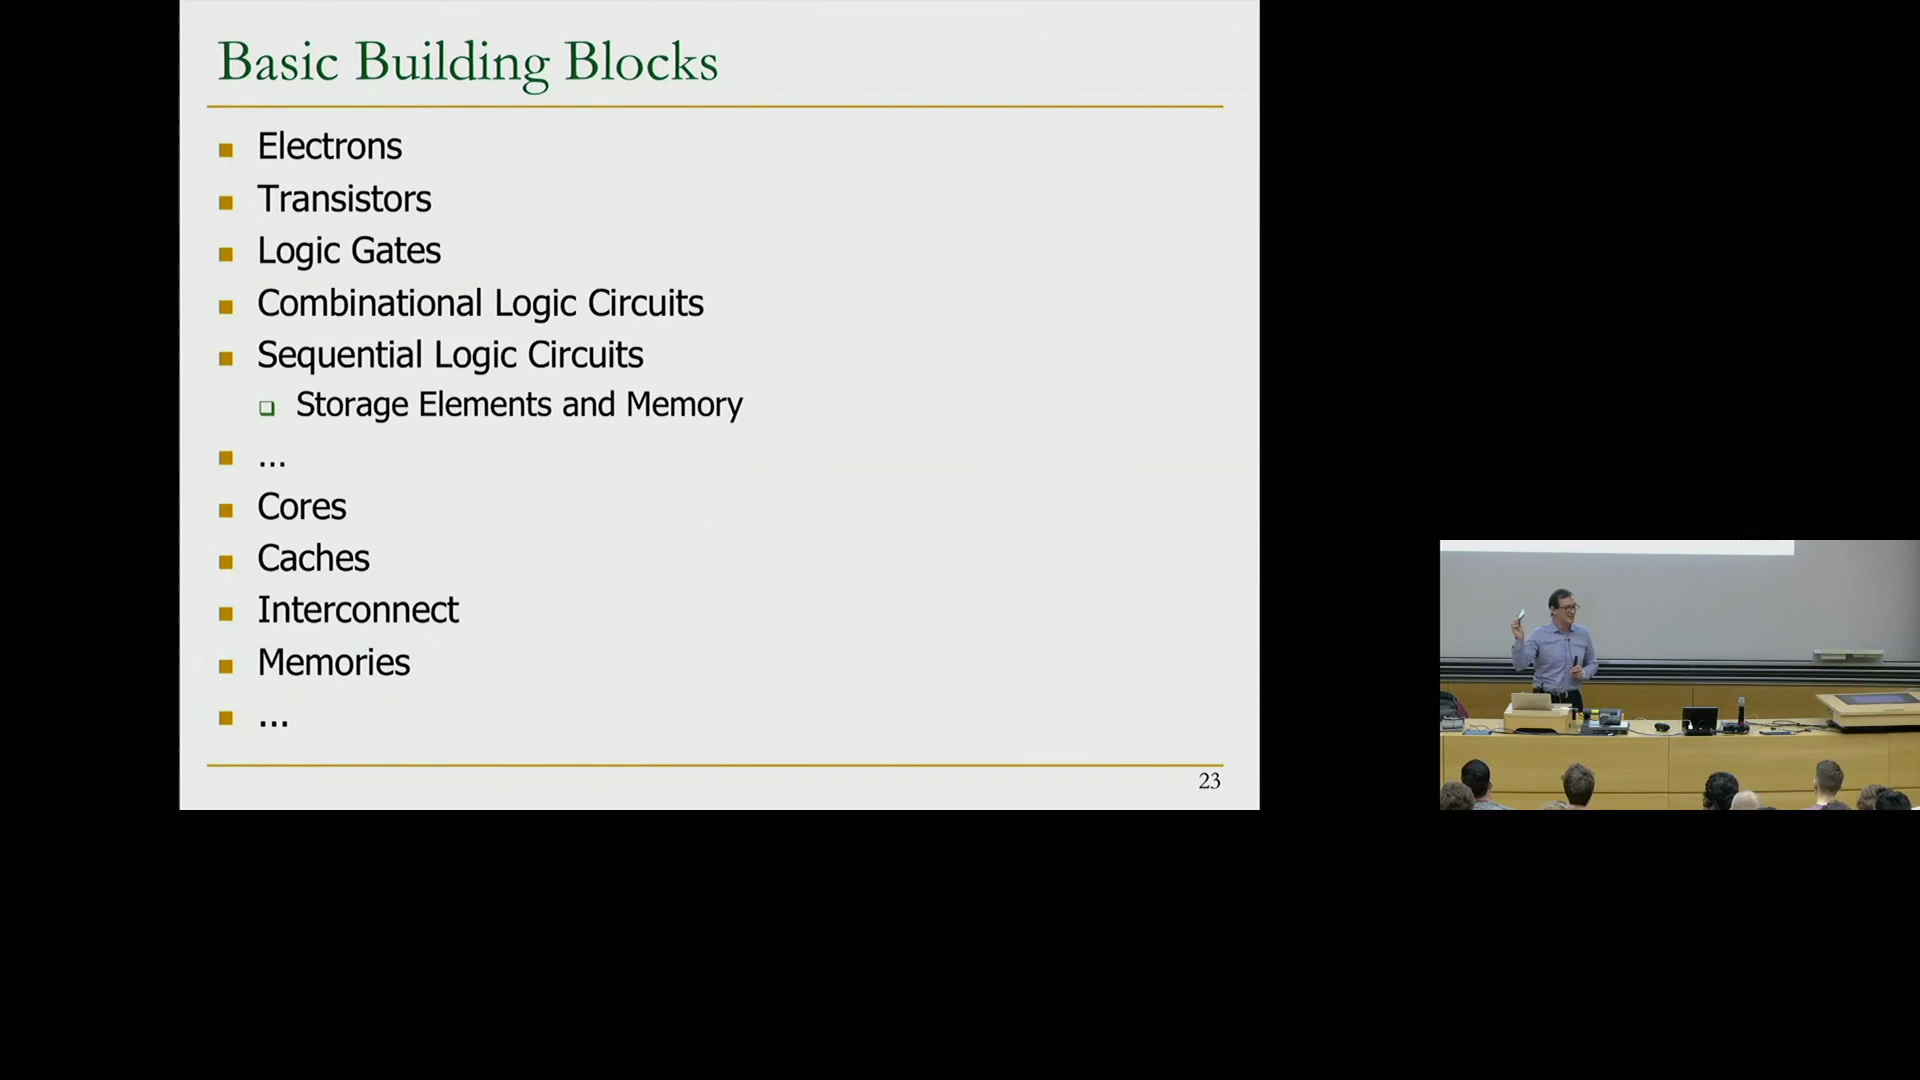 Basic Building Blocks
Electrons
Transistors
Logic Gates
Combinational Logic Circuits
Sequential Logic Circuits
Storage Elements and Memory
...
Cores
Caches
Interconnect
Memories
...
23